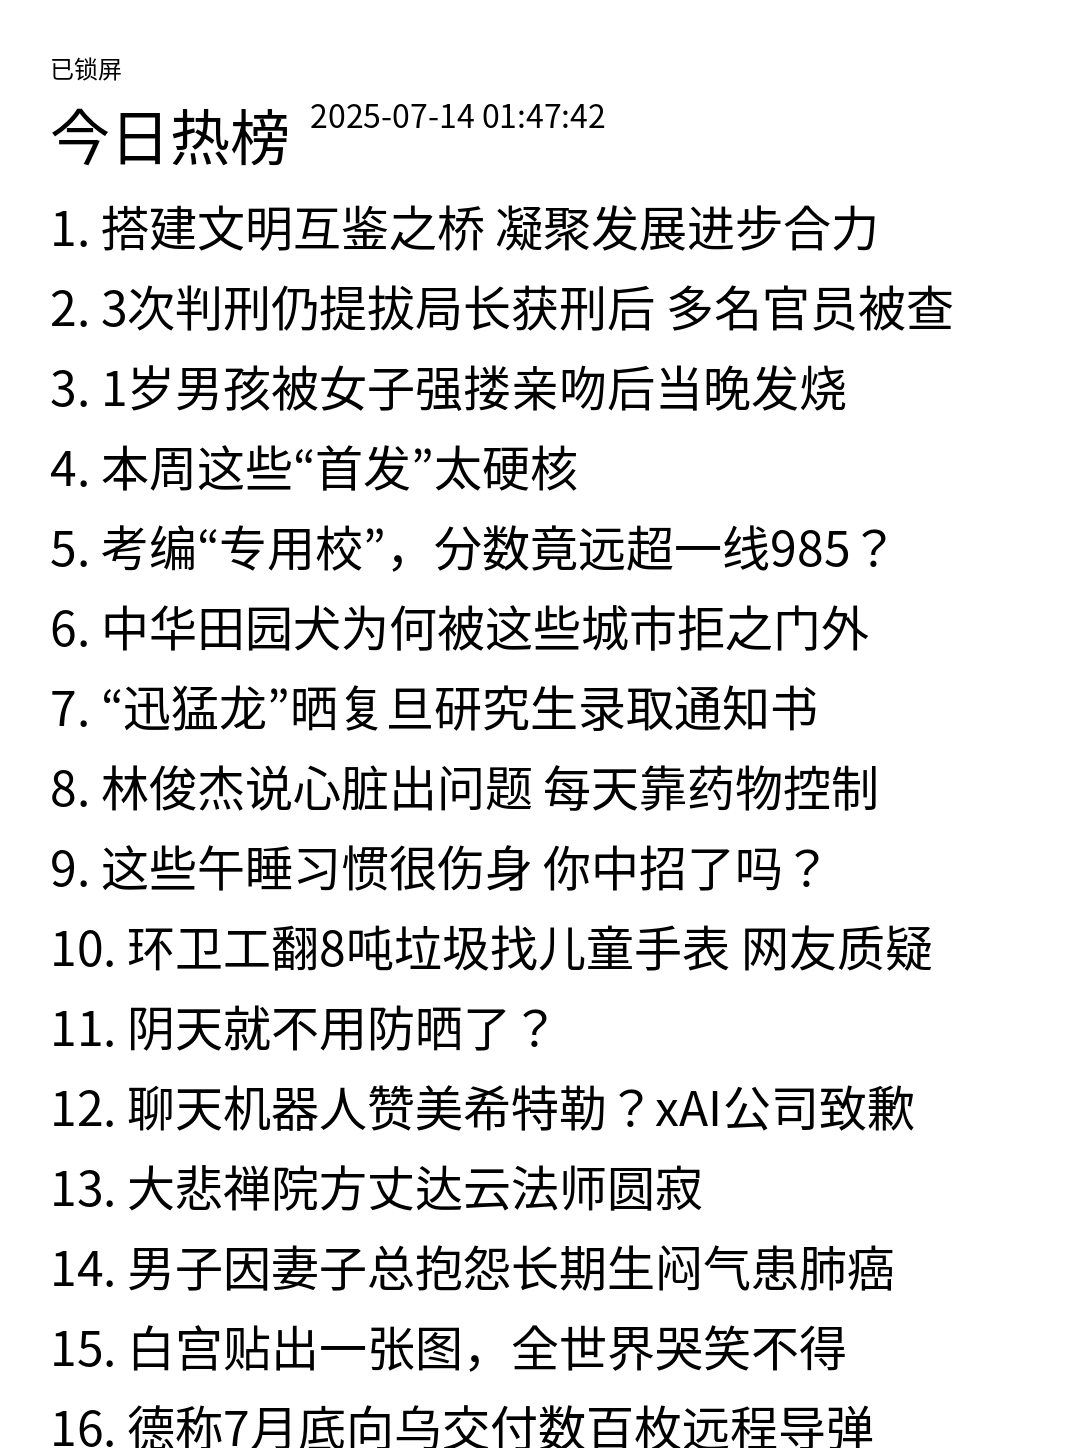 已锁屏
今日热榜 2025-07-14 01:47:42
1. 搭建文明互鉴之桥 凝聚发展进步合力
2. 3次判刑仍提拔局长获刑后 多名官员被查
3. 1岁男孩被女子强搂亲吻后当晚发烧
4. 本周这些“首发”太硬核
5. 考编“专用校”，分数竟远超一线985？
6. 中华田园犬为何被这些城市拒之门外
7. “迅猛龙”晒复旦研究生录取通知书
8. 林俊杰说心脏出问题 每天靠药物控制
9. 这些午睡习惯很伤身 你中招了吗？
10. 环卫工翻8吨垃圾找儿童手表 网友质疑
11. 阴天就不用防晒了？
12. 聊天机器人赞美希特勒？xAI公司致歉
13. 大悲禅院方丈达云法师圆寂
14. 男子因妻子总抱怨长期生闷气患肺癌
15. 白宫贴出一张图，全世界哭笑不得
16. 德称7月底向乌交付数百枚远程导弹